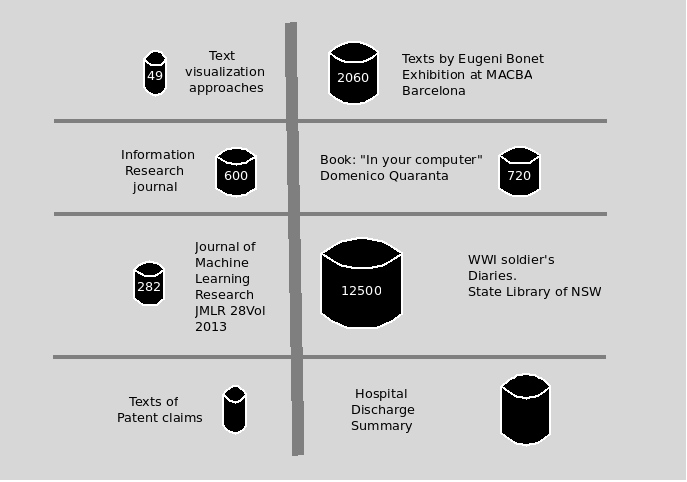 49
Text
visualization
approaches
2060
Texts by Eugeni Bonet
Exhibition at MACBA
Barcelona
Information
Research
journal
600
Book: "In your computer"
Domenico Quaranta
720
282
Journal of
Machine
Learning
Research
JMLR 28Vol
2013
12500
WWI soldier's
Diaries.
State Library of NSW
Texts of
Patent claims
Hospital
Discharge
Summary